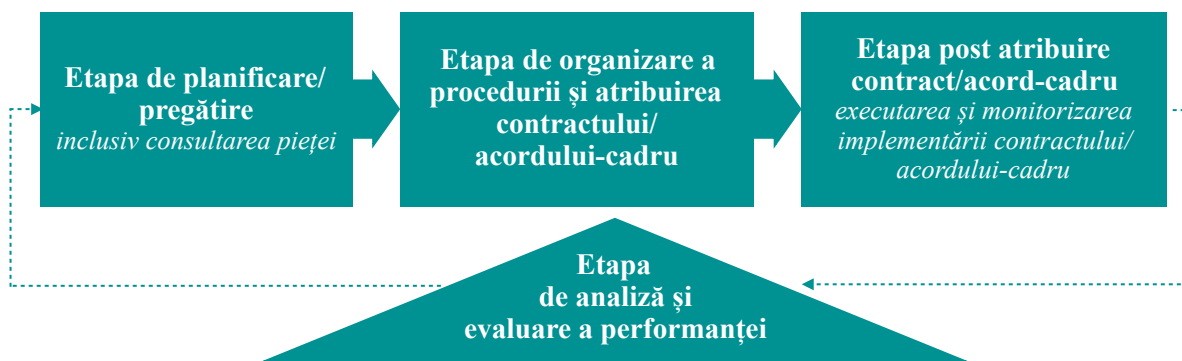 Etapa de planificare/
pregătire
inclusiv consultarea pieței
Etapa de organizare a
procedurii și atribuirea
contractului/
acordului-cadru
Etapa post atribuire
contract/acord-cadru
executarea și monitorizarea
implementării contractului/
acordului-cadru
Etapa
de analiză și
evaluare a performanței